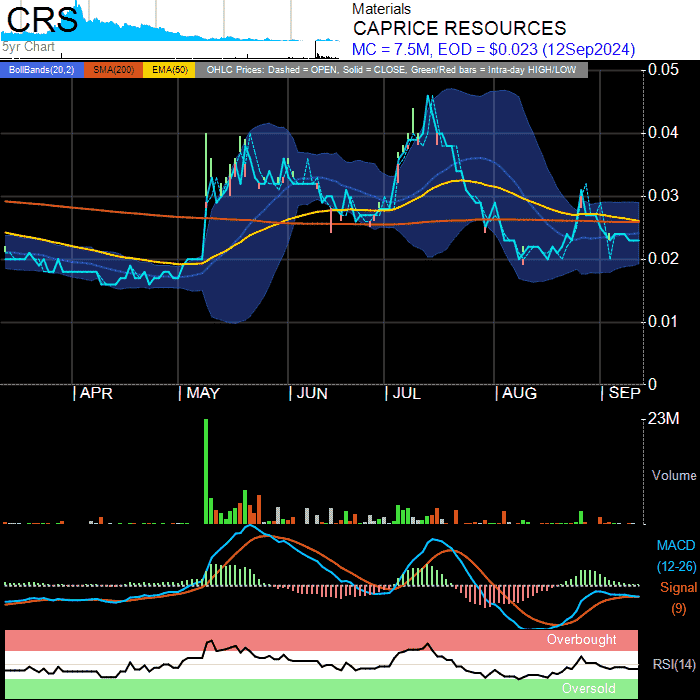 CRS
5yr Chart
Materials
CAPRICE RESOURCES
MC = 7.5M, EOD = $0.023 (12Sep2024)
BollBands(20,2) SMA(200) EMA(50) OHLC Prices: Dashed = OPEN, Solid = CLOSE, Green/Red bars = Intra-day HIGH/LOW
0.05
0.04
0.03
0.02
0.01
0
APR MAY JUN JUL AUG SEP
23M
Volume
MACD
(12-26)
Signal
(9)
Overbought
RSI(14)
Oversold